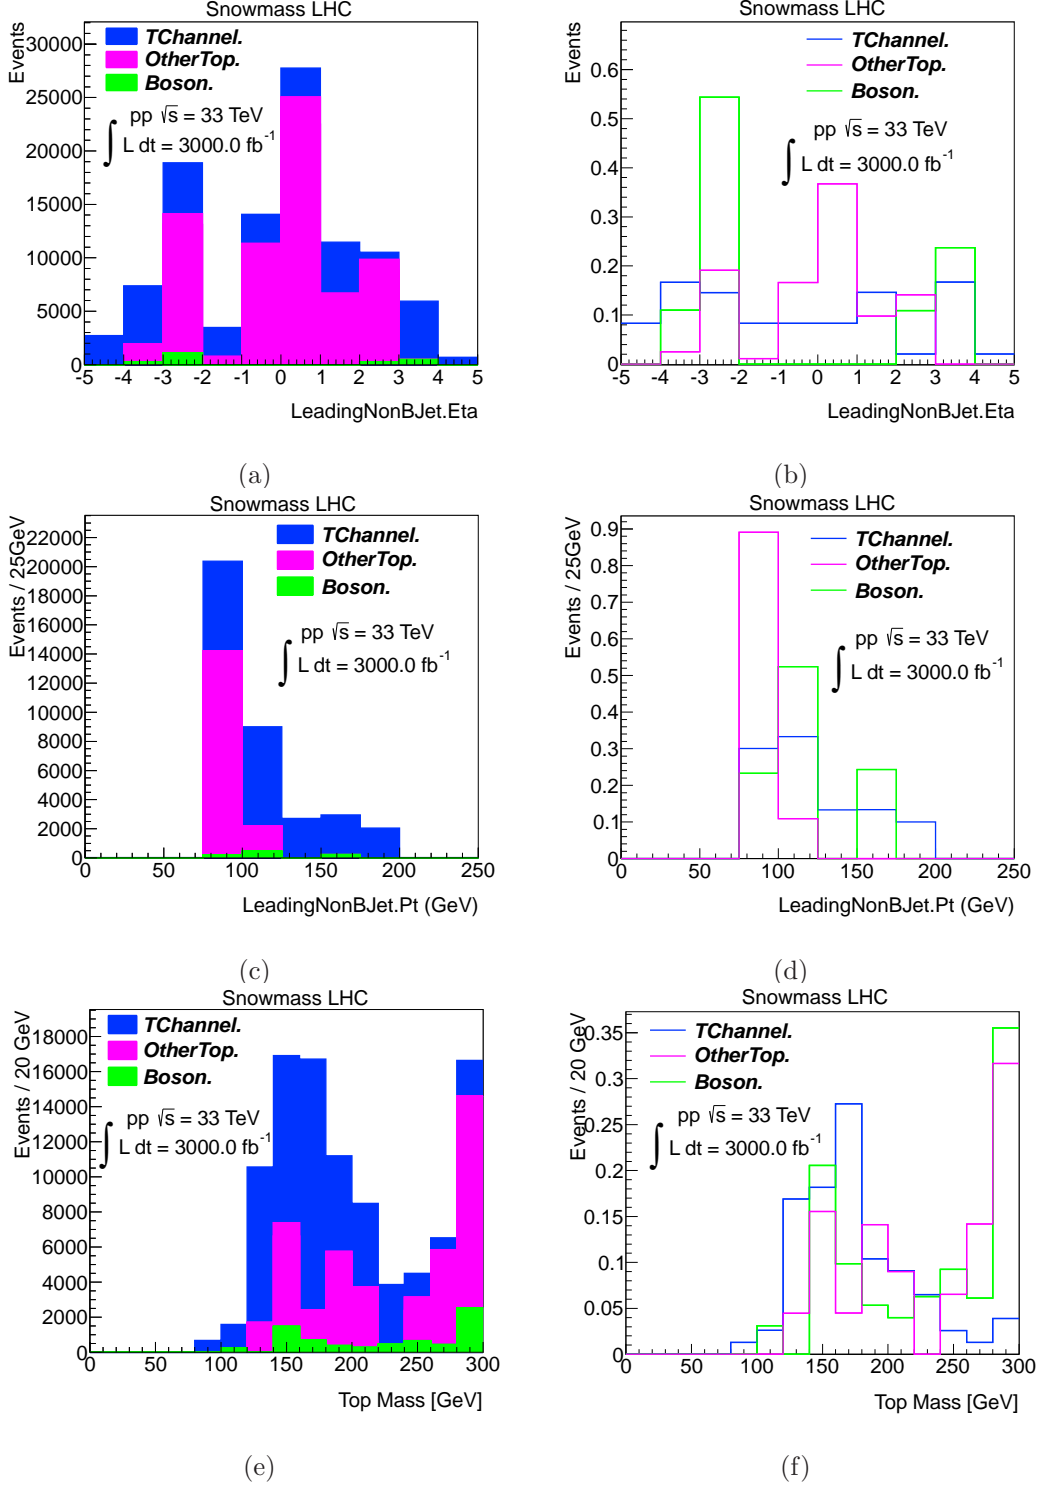 Snowmass LHC
Events
30000
25000
20000
15000
10000
5000
0
TChannel.
OtherTop.
Boson.
pp √s = 33 TeV
∫ L dt = 3000.0 fb⁻¹
-5 -4 -3 -2 -1 0 1 2 3 4 5
LeadingNonBJet.Eta
(a)
Snowmass LHC
Events
0.6
0.5
0.4
0.3
0.2
0.1
0
TChannel.
OtherTop.
Boson.
pp √s = 33 TeV
∫ L dt = 3000.0 fb⁻¹
-5 -4 -3 -2 -1 0 1 2 3 4 5
LeadingNonBJet.Eta
(b)
Snowmass LHC
Events / 25GeV
22000
20000
18000
16000
14000
12000
10000
8000
6000
4000
2000
0
TChannel.
OtherTop.
Boson.
pp √s = 33 TeV
∫ L dt = 3000.0 fb⁻¹
0 50 100 150 200 250
LeadingNonBJet.Pt (GeV)
(c)
Snowmass LHC
Events / 25GeV
0.9
0.8
0.7
0.6
0.5
0.4
0.3
0.2
0.1
0
TChannel.
OtherTop.
Boson.
pp √s = 33 TeV
∫ L dt = 3000.0 fb⁻¹
0 50 100 150 200 250
LeadingNonBJet.Pt (GeV)
(d)
Snowmass LHC
Events / 20 GeV
18000
16000
14000
12000
10000
8000
6000
4000
2000
0
TChannel.
OtherTop.
Boson.
pp √s = 33 TeV
∫ L dt = 3000.0 fb⁻¹
0 50 100 150 200 250 300
Top Mass [GeV]
(e)
Snowmass LHC
Events / 20 GeV
0.35
0.3
0.25
0.2
0.15
0.1
0.05
0
TChannel.
OtherTop.
Boson.
pp √s = 33 TeV
∫ L dt = 3000.0 fb⁻¹
0 50 100 150 200 250 300
Top Mass [GeV]
(f)